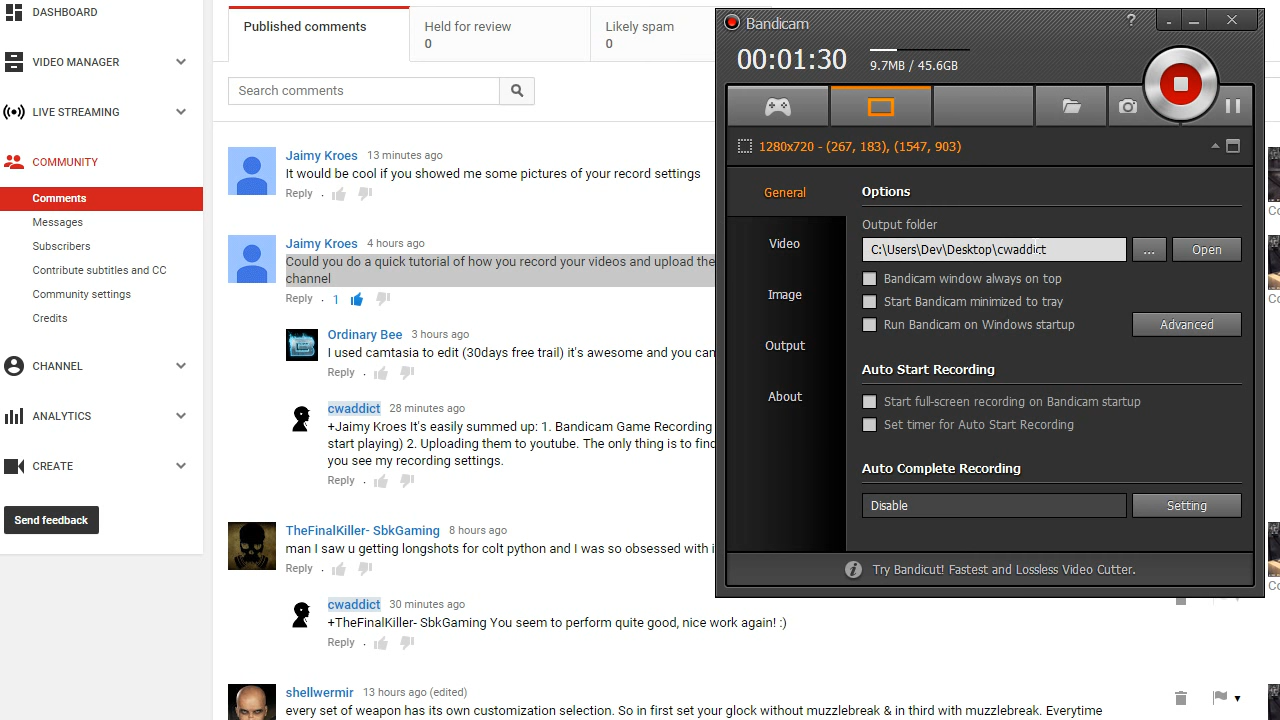 DASHBOARD
VIDEO MANAGER
LIVE STREAMING
COMMUNITY
Comments
Messages
Subscribers
Contribute subtitles and CC
Community settings
Credits
CHANNEL
ANALYTICS
CREATE
Send feedback
Published comments
Held for review
0
Likely spam
0
Search comments
Jaimy Kroes 13 minutes ago
It would be cool if you showed me some pictures of your record settings
Reply
Jaimy Kroes 4 hours ago
Could you do a quick tutorial of how you record your videos and upload the
channel
Reply · 1
Ordinary Bee 3 hours ago
I used camtasia to edit (30days free trail) it's awesome and you can
Reply ·
cwaddict 28 minutes ago
+Jaimy Kroes It's easily summed up: 1. Bandicam Game Recording
start playing) 2. Uploading them to youtube. The only thing is to find
you see my recording settings.
Reply ·
TheFinalKiller- SbkGaming 8 hours ago
man I saw u getting longshots for colt python and I was so obsessed with i
Reply ·
cwaddict 30 minutes ago
+TheFinalKiller- SbkGaming You seem to perform quite good, nice work again! :)
Reply ·
shellwermir 13 hours ago (edited)
every set of weapon has its own customization selection. So in first set your glock without muzzlebreak & in third with muzzlebreak. Everytime
Bandicam
?
00:01:30
9.7MB / 45.6GB
1280x720 - (267, 183), (1547, 903)
General
Video
Image
Output
About
Options
Output folder
C:\Users\Dev\Desktop\cwaddict
...
Open
Bandicam window always on top
Start Bandicam minimized to tray
Run Bandicam on Windows startup
Advanced
Auto Start Recording
Start full-screen recording on Bandicam startup
Set timer for Auto Start Recording
Auto Complete Recording
Disable
Setting
Try Bandicut! Fastest and Lossless Video Cutter.
Co
Co
Co